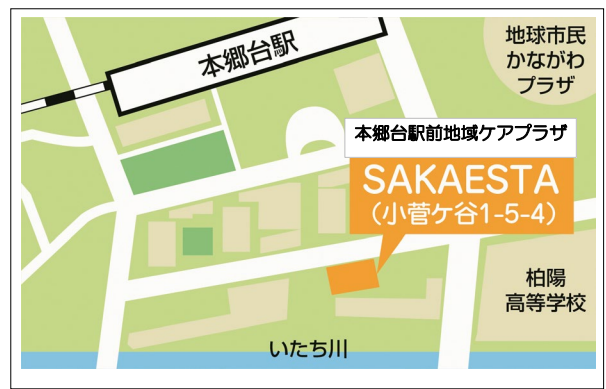 本郷台駅
地球市民
かながわ
プラザ
本郷台駅前地域ケアプラザ
SAKAESTA
（小菅ケ谷1-5-4）
柏陽
高等学校
いたち川